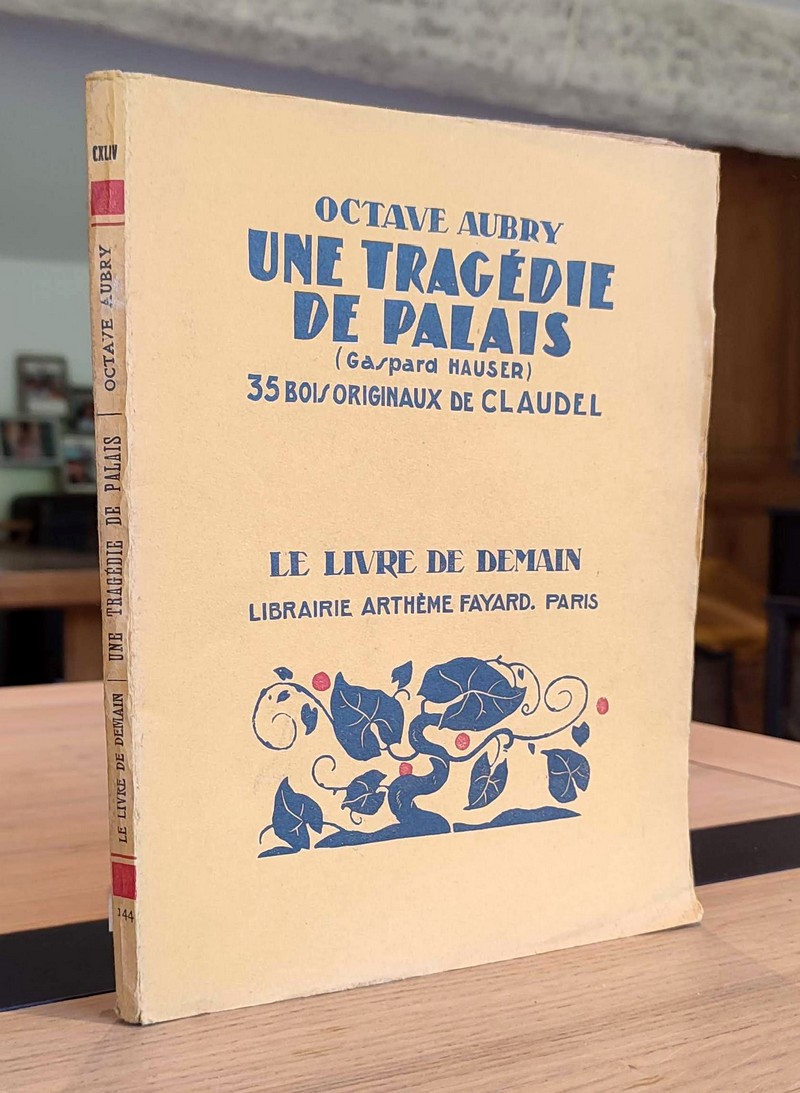 OCTAVE AUBRY
UNE TRAGÉDIE
DE PALAIS
(Gaspard HAUSER)
35 BOIS ORIGINAUX DE CLAUDEL
LE LIVRE DE DEMAIN
LIBRAIRIE ARTHÈME FAYARD. PARIS
CXLIV
LE LIVRE DE DEMAIN | UNE TRAGÉDIE DE PALAIS | OCTAVE AUBRY
144